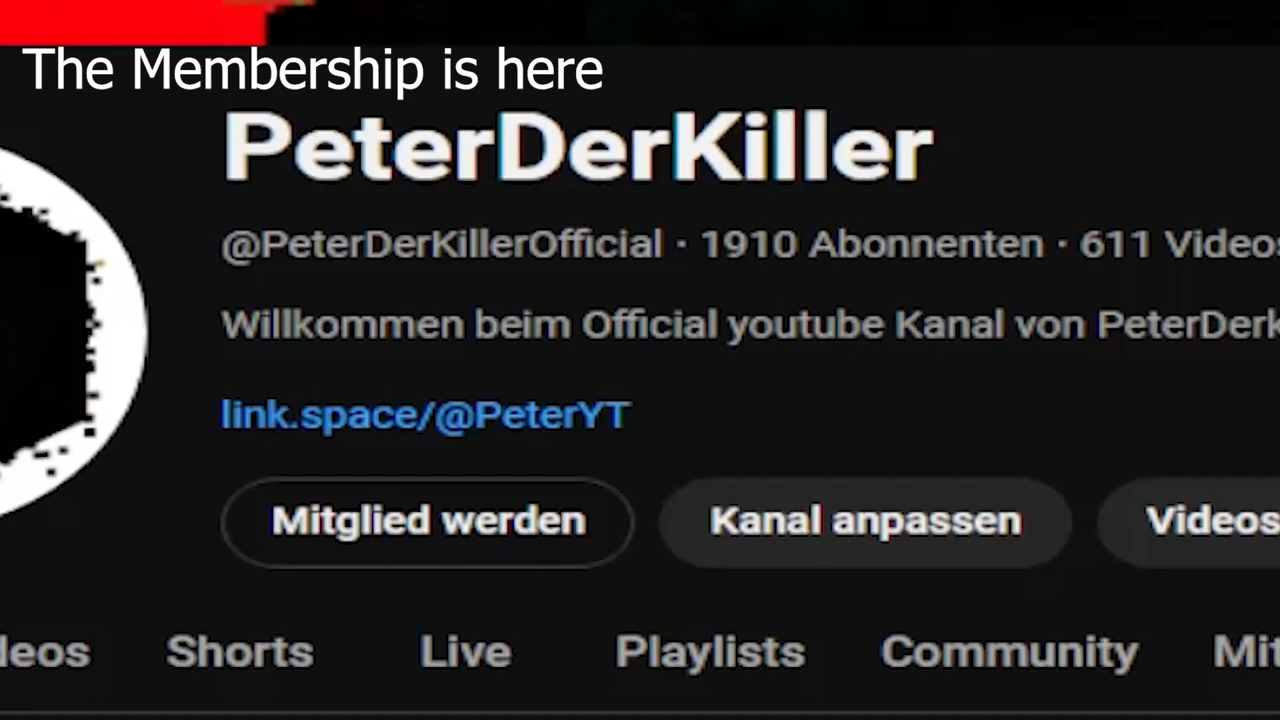 The Membership is here
PeterDerKiller
@PeterDerKillerOfficial · 1910 Abonnenten · 611 Videos
Willkommen beim Official youtube Kanal von PeterDerk
link.space/@PeterYT
Mitglied werden Kanal anpassen Videos
deos Shorts Live Playlists Community Mit